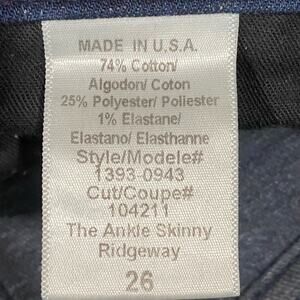 MADE IN U.S.A.
74% Cotton/
Algodon/ Coton
25% Polyester/ Poliester
1% Elastane/
Elastano/ Elasthanne
Style/Modele#
1393-0943
Cut/Coupe#
104211
The Ankle Skinny
Ridgeway
26